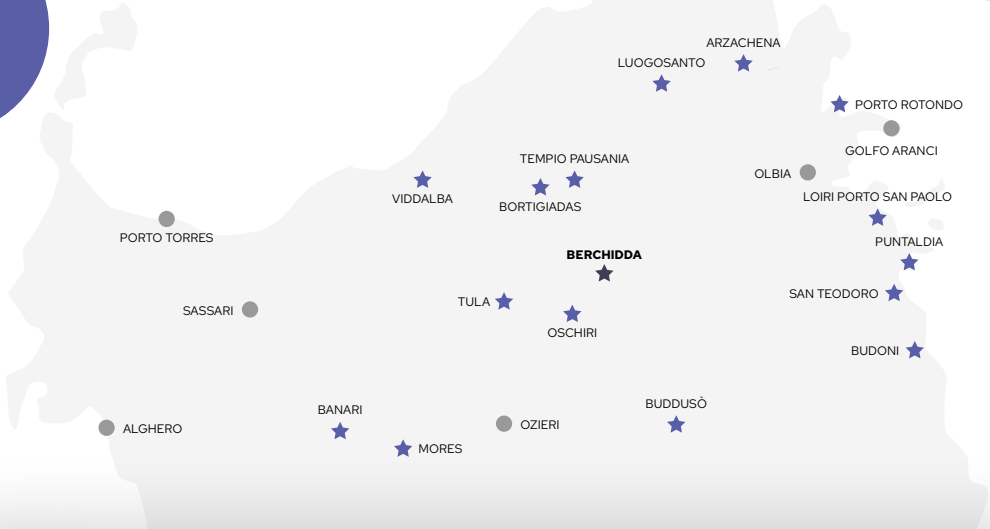 ARZACHENA
LUOGOSANTO
PORTO ROTONDO
GOLFO ARANCI
TEMPIO PAUSANIA
OLBIA
VIDDALBA
LOIRI PORTO SAN PAOLO
BORTIGIADAS
PORTO TORRES
PUNTALDIA
BERCHIDDA
SAN TEODORO
TULA
SASSARI
OSCHIRI
BUDONI
BUDDUSÒ
BANARI
OZIERI
ALGHERO
MORES